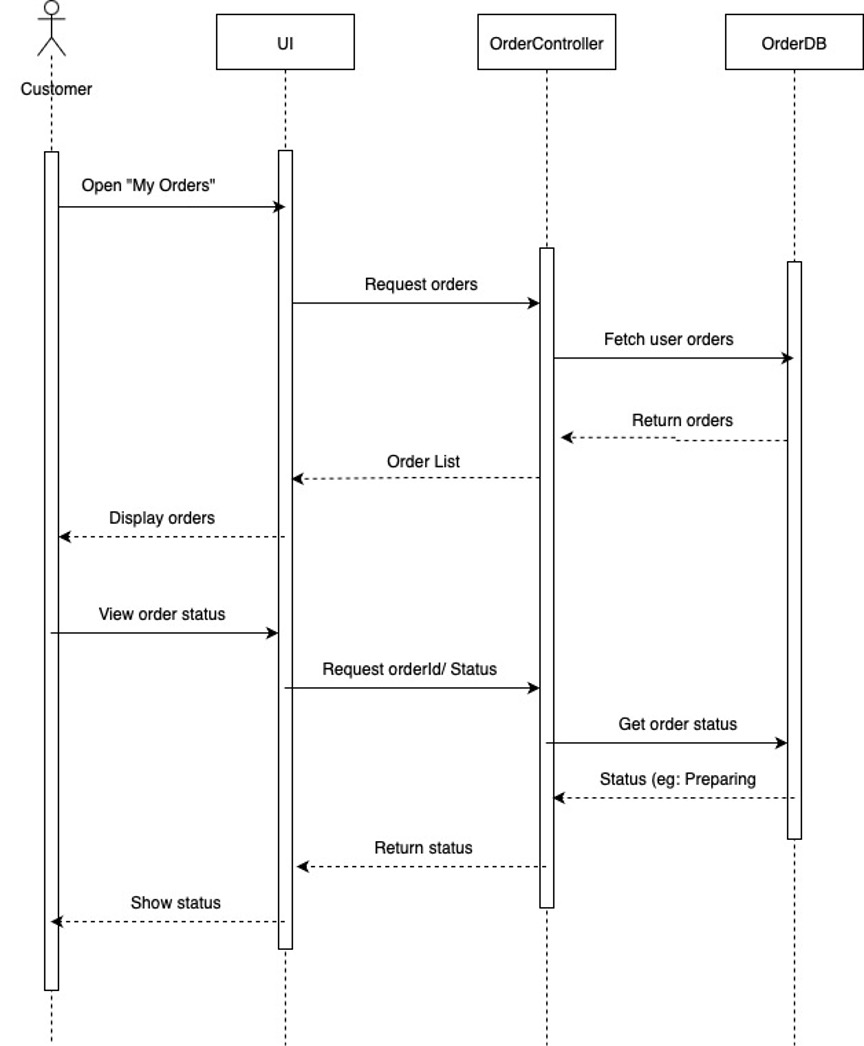 UI
OrderController
OrderDB
Customer
Open "My Orders"
Request orders
Fetch user orders
Return orders
Order List
Display orders
View order status
Request orderId/ Status
Get order status
Status (eg: Preparing
Return status
Show status